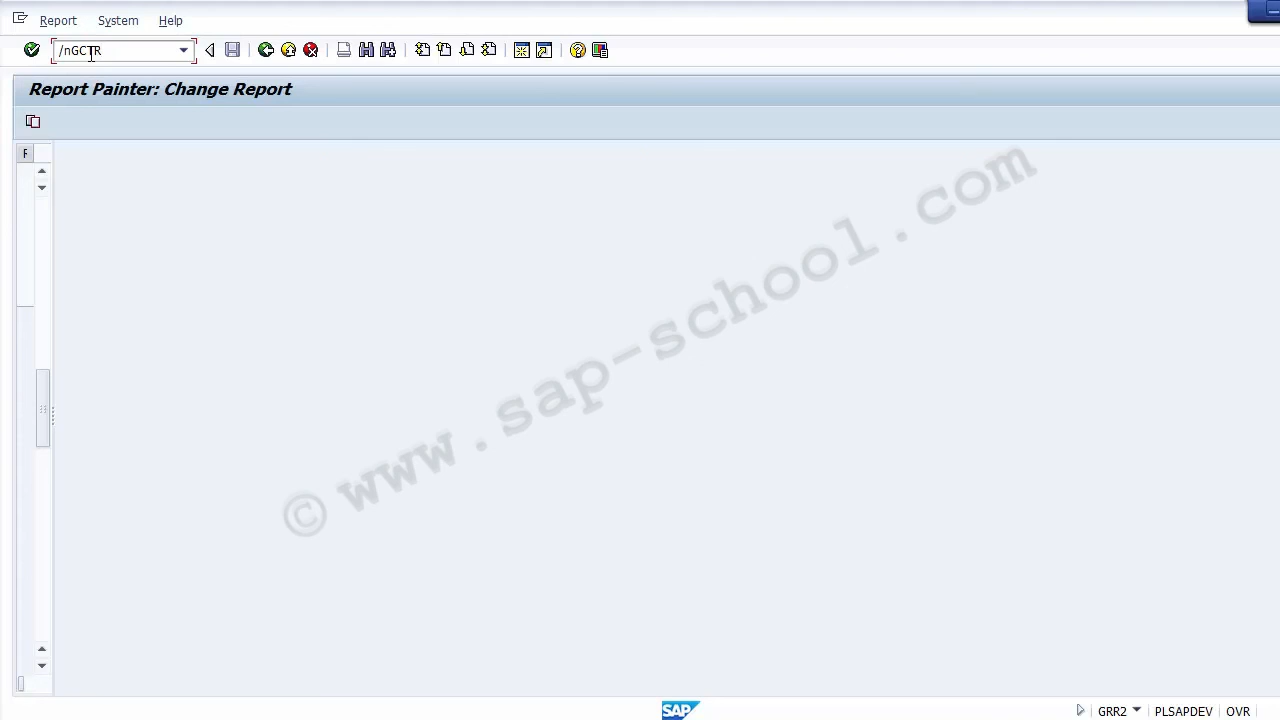 Report System Help
/nGCTR
Report Painter: Change Report
F
© www.sap-school.com
SAP GRR2 PLSAPDEV OVR